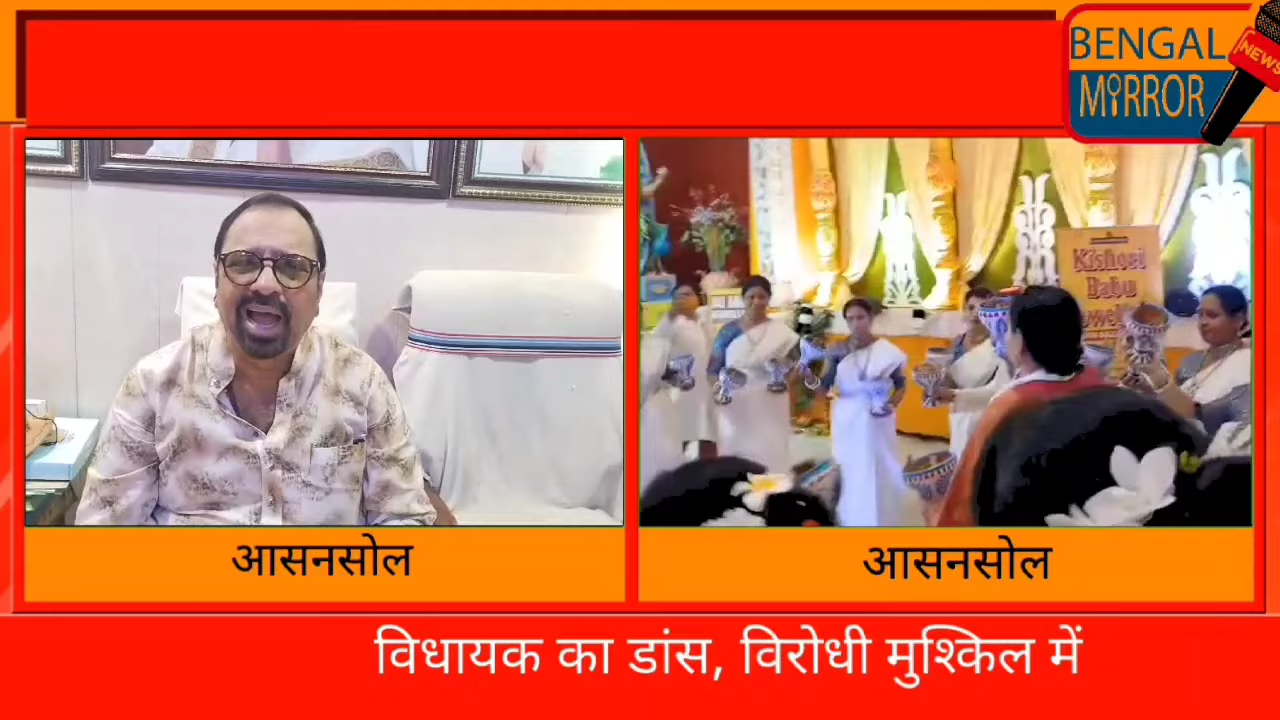 BENGAL
MIRROR
NEWS
Kishori
Babu
आसनसोल
आसनसोल
विधायक का डांस, विरोधी मुश्किल में